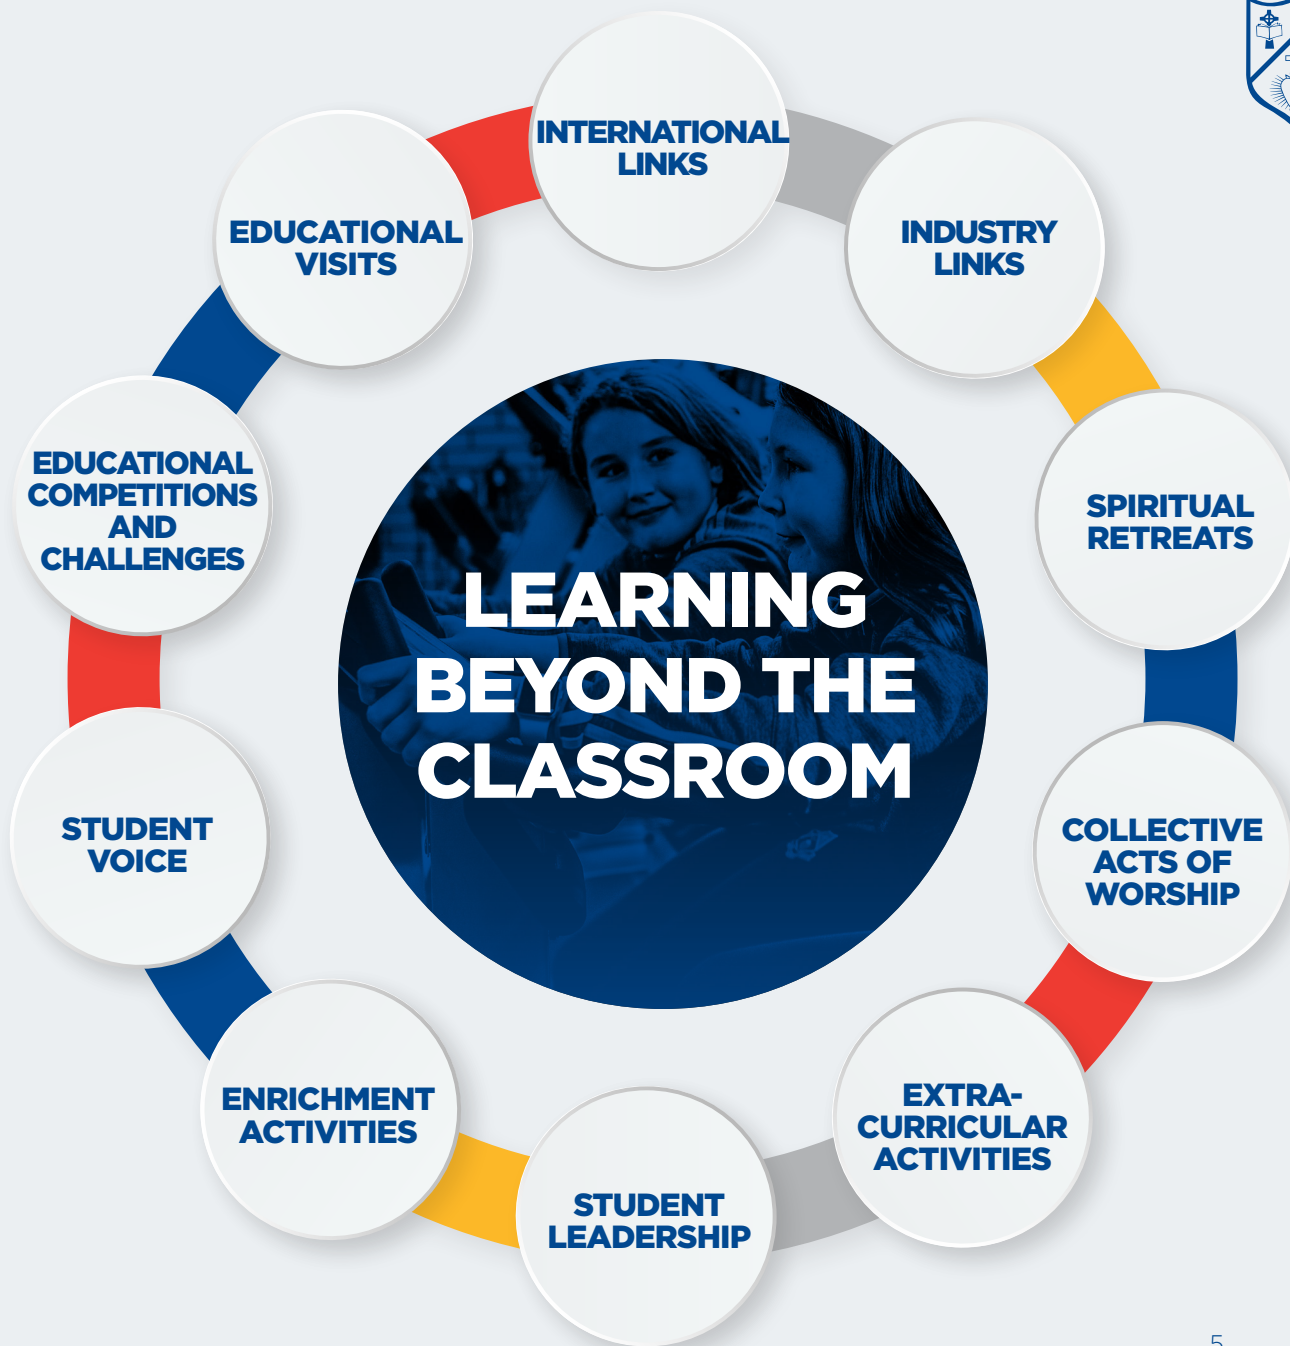 INTERNATIONAL
LINKS
INDUSTRY
LINKS
SPIRITUAL
RETREATS
COLLECTIVE
ACTS OF
WORSHIP
EXTRA-
CURRICULAR
ACTIVITIES
STUDENT
LEADERSHIP
ENRICHMENT
ACTIVITIES
STUDENT
VOICE
EDUCATIONAL
COMPETITIONS
AND
CHALLENGES
EDUCATIONAL
VISITS
LEARNING
BEYOND THE
CLASSROOM
5